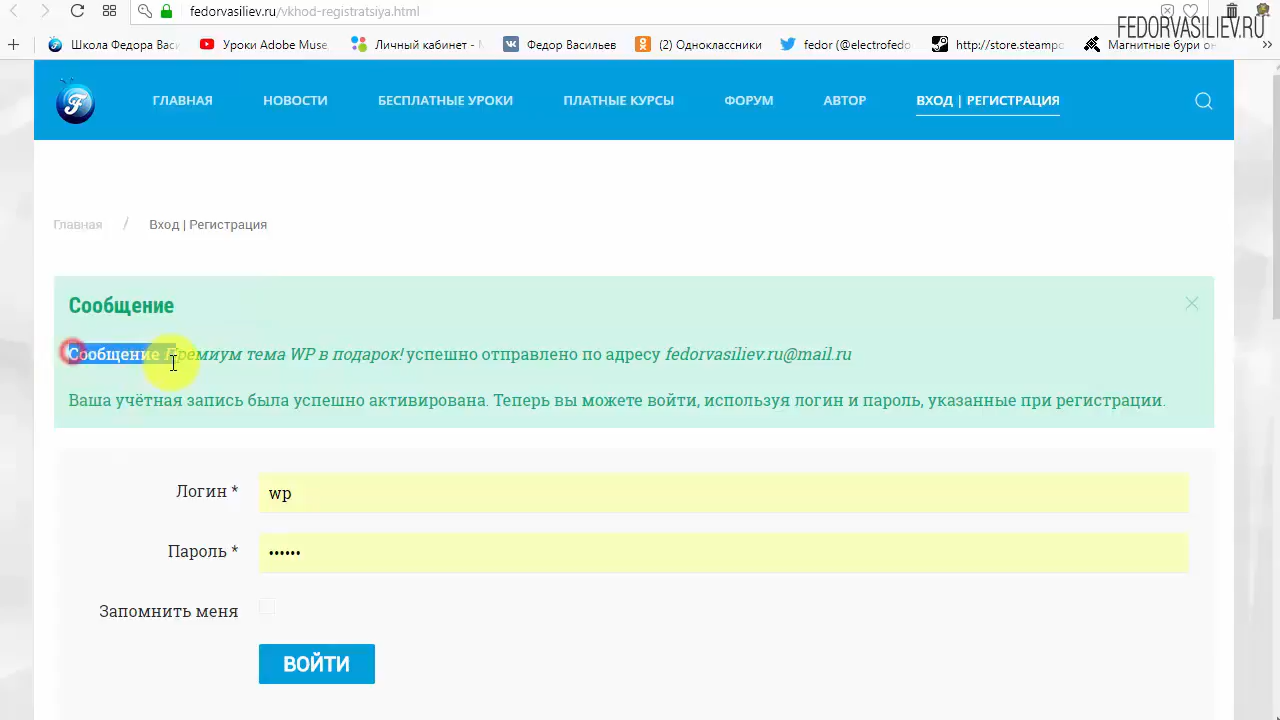 fedorvasiliev.ru/vkhod-registratsiya.html
FEDORVASILIEV.RU
Школа Федора Васи
Уроки Adobe Muse,
Личный кабинет -
Федор Васильев
(2) Одноклассники
fedor (@electrofedo
http://store.steampo
Магнитные бури он
ГЛАВНАЯ
НОВОСТИ
БЕСПЛАТНЫЕ УРОКИ
ПЛАТНЫЕ КУРСЫ
ФОРУМ
АВТОР
ВХОД | РЕГИСТРАЦИЯ
Главная / Вход | Регистрация
Сообщение
Сообщение Премиум тема WP в подарок! успешно отправлено по адресу fedorvasiliev.ru@mail.ru
Ваша учётная запись была успешно активирована. Теперь вы можете войти, используя логин и пароль, указанные при регистрации.
Логин * wp
Пароль * ••••••
Запомнить меня
ВОЙТИ